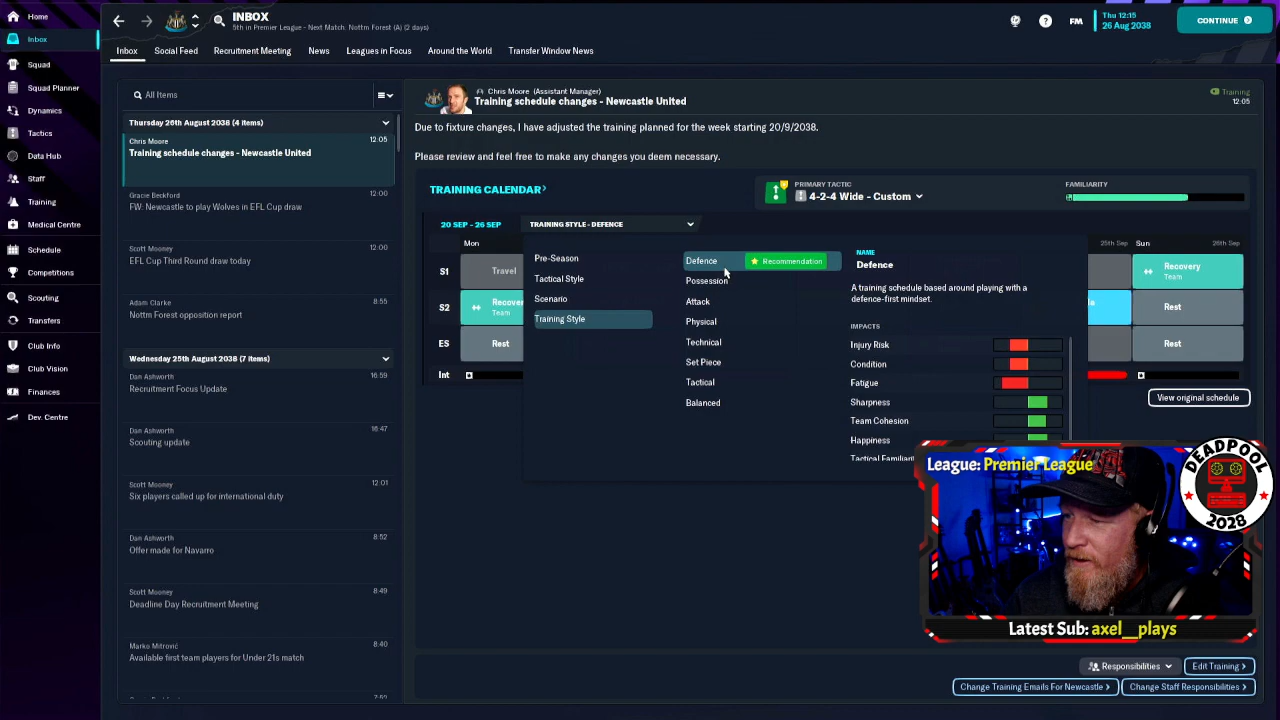 Home
INBOX
5th in Premier League - Next Match: Nottm Forest (A) (2 days)
FM
Thu 12:15
26 Aug 2038
CONTINUE
Inbox
Squad
Squad Planner
Dynamics
Tactics
Data Hub
Staff
Training
Medical Centre
Schedule
Competitions
Scouting
Transfers
Club Info
Club Vision
Finances
Dev. Centre
Inbox
Social Feed
Recruitment Meeting
News
Leagues in Focus
Around the World
Transfer Window News
All Items
Thursday 26th August 2038 (4 items)
Chris Moore
12:05
Training schedule changes - Newcastle United
Gracie Beckford
12:00
FW: Newcastle to play Wolves in EFL Cup draw
Scott Mooney
12:00
EFL Cup Third Round draw today
Adam Clarke
8:55
Nottm Forest opposition report
Wednesday 25th August 2038 (7 items)
Dan Ashworth
16:59
Recruitment Focus Update
Dan Ashworth
16:47
Scouting update
Scott Mooney
12:01
Six players called up for international duty
Dan Ashworth
8:52
Offer made for Navarro
Scott Mooney
8:49
Deadline Day Recruitment Meeting
Marko Mitrović
8:40
Available first team players for Under 21s match
7:52
Chris Moore (Assistant Manager)
Training schedule changes - Newcastle United
Training
12:05
Due to fixture changes, I have adjusted the training planned for the week starting 20/9/2038.
Please review and feel free to make any changes you deem necessary.
TRAINING CALENDAR
PRIMARY TACTIC
4-2-4 Wide - Custom
FAMILIARITY
20 SEP - 26 SEP
TRAINING STYLE - DEFENCE
Mon
25th Sep
Sun
26th Sep
S1
Travel
Recovery
Team
S2
Recover
Team
Rest
ES
Rest
Rest
Int
Pre-Season
Tactical Style
Scenario
Training Style
Defence
Recommendation
Possession
Attack
Physical
Technical
Set Piece
Tactical
Balanced
NAME
Defence
A training schedule based around playing with a
defence-first mindset.
IMPACTS
Injury Risk
Condition
Fatigue
Sharpness
Team Cohesion
Happiness
View original schedule
League: Premier League
DEADPOOL
2028
Latest Sub: axel__plays
Responsibilities
Edit Training
Change Training Emails For Newcastle
Change Staff Responsibilities